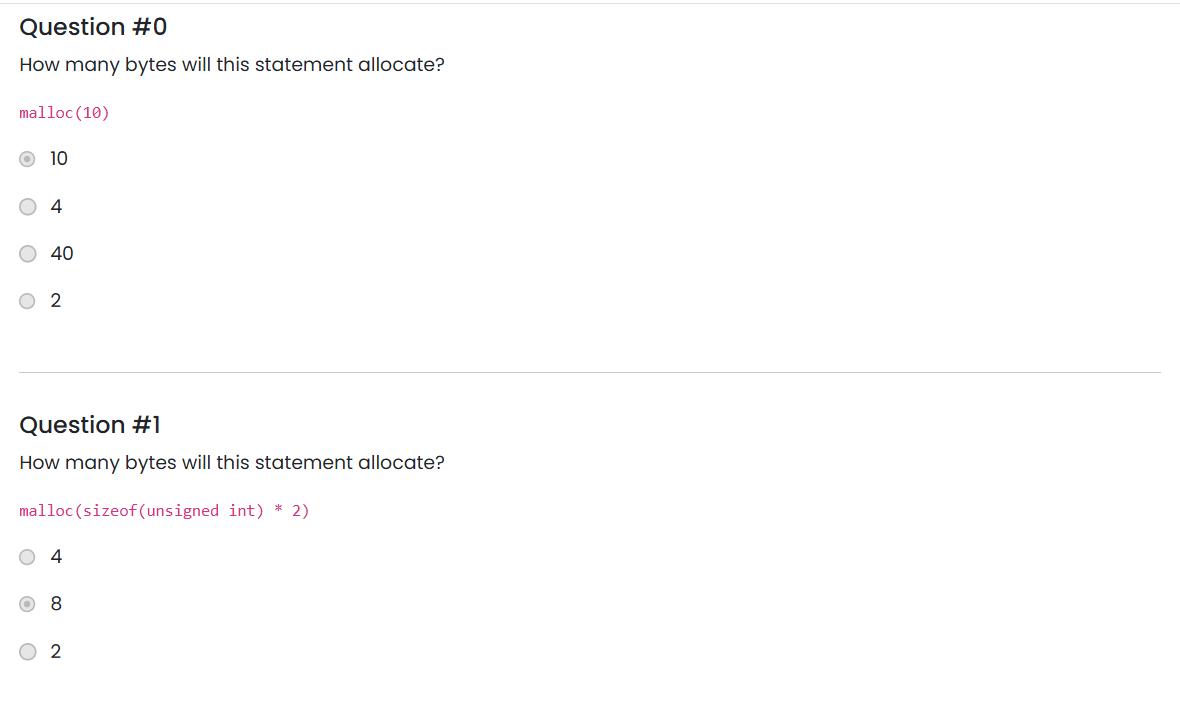 Question #0
How many bytes will this statement allocate?
malloc(10)
10
4
40
2
Question #1
How many bytes will this statement allocate?
malloc(sizeof(unsigned int) * 2)
4
8
2